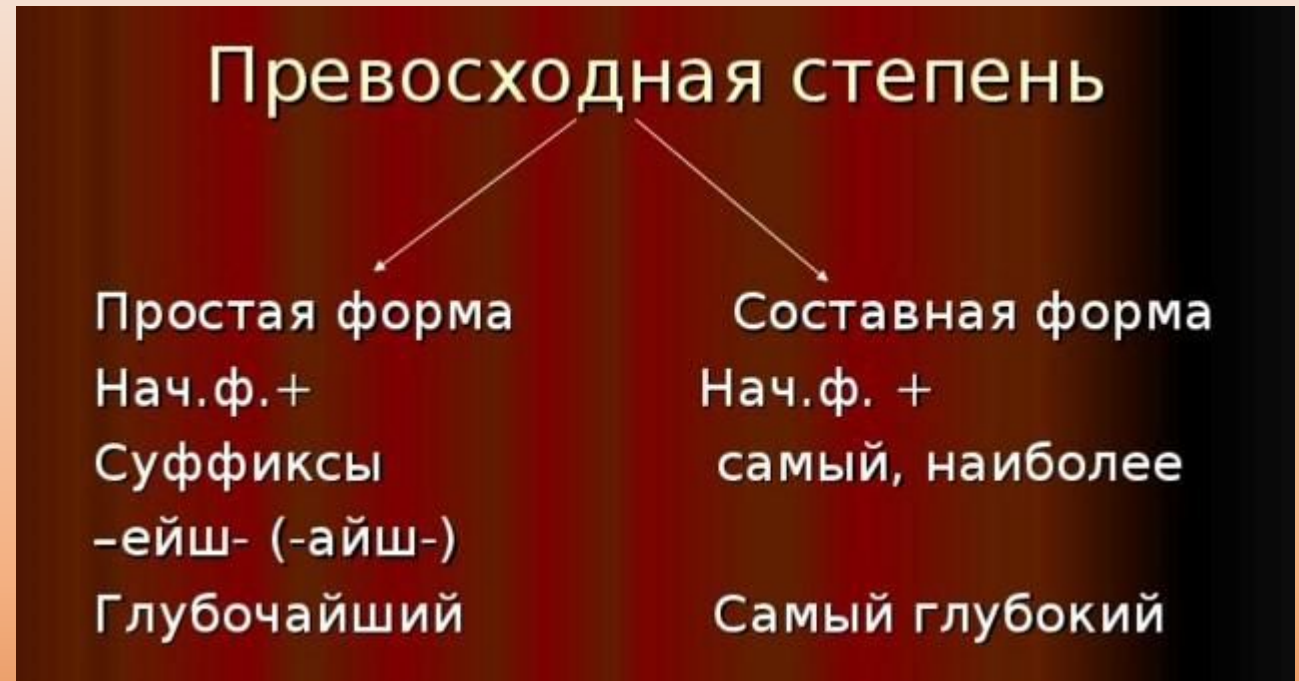 Превосходная степень
Простая форма
Нач.ф.+
Суффиксы
–ейш- (-айш-)
Глубочайший
Составная форма
Нач.ф. +
самый, наиболее
Самый глубокий